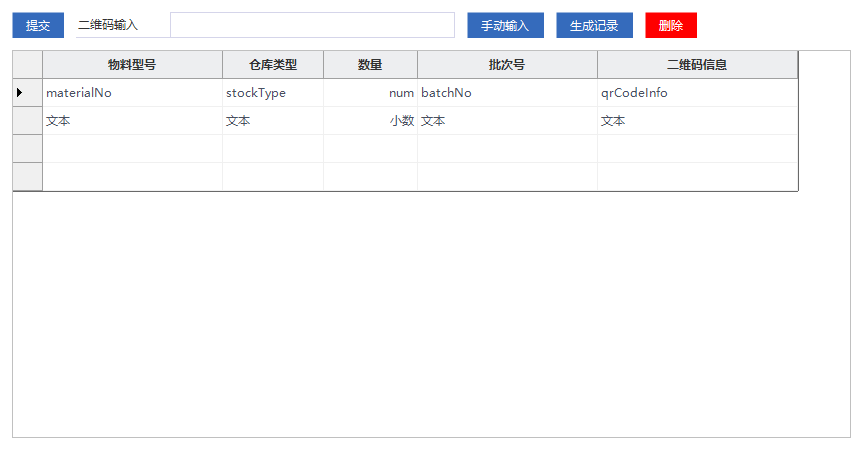 提交 二维码输入 手动输入 生成记录 删除
物料型号 仓库类型 数量 批次号 二维码信息
materialNo stockType num batchNo qrCodeInfo
文本 文本 小数 文本 文本